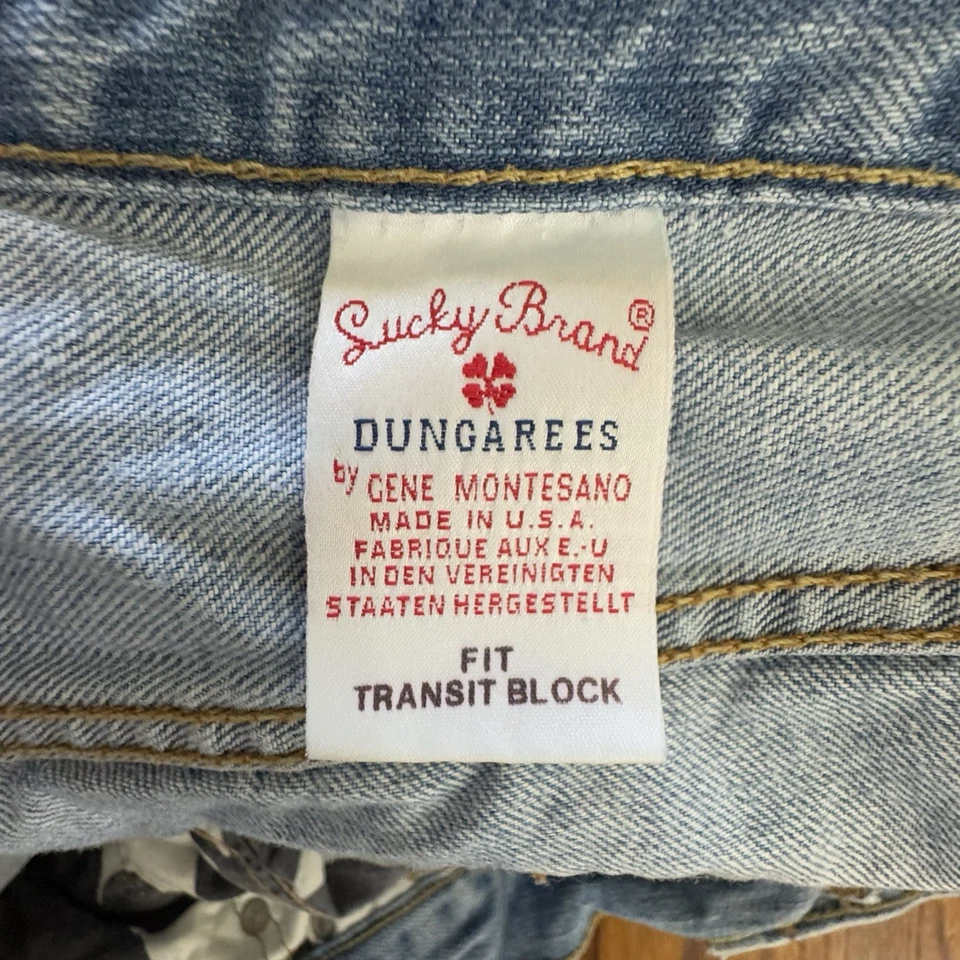 Lucky Brand®
DUNGAREES
by GENE MONTESANO
MADE IN U.S.A.
FABRIQUE AUX E.-U
IN DEN VEREINIGTEN
STAATEN HERGESTELLT
FIT
TRANSIT BLOCK